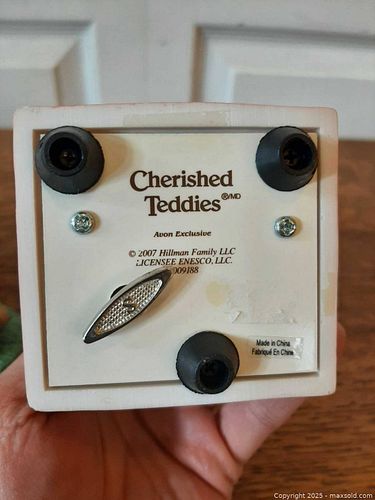 Cherished
Teddies®/MD
Avon Exclusive
© 2007 Hillman Family LLC
LICENSEE ENESCO, LLC.
009188
Made in China
Fabriqué En Chine
Copyright 2025 - maxsold.com